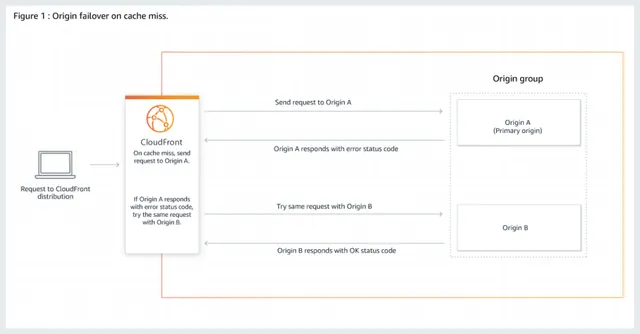 Figure 1 : Origin failover on cache miss.
Origin group
Send request to Origin A
Origin A
(Primary origin)
CloudFront
On cache miss, send
request to Origin A.
Origin A responds with error status code
Request to CloudFront
distribution
If Origin A responds
with error status code,
try the same request
with Origin B.
Try same request with Origin B
Origin B
Origin B responds with OK status code